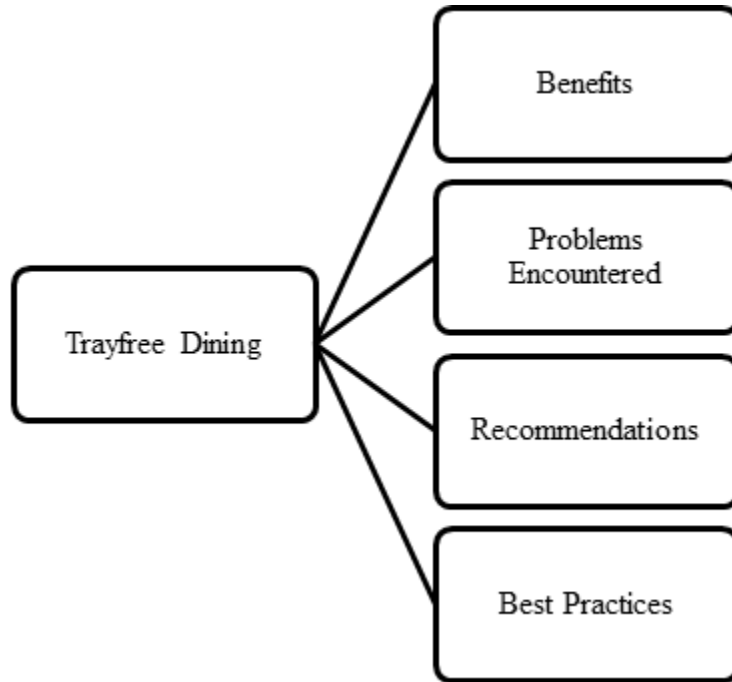 Benefits
Problems
Encountered
Trayfree Dining
Recommendations
Best Practices